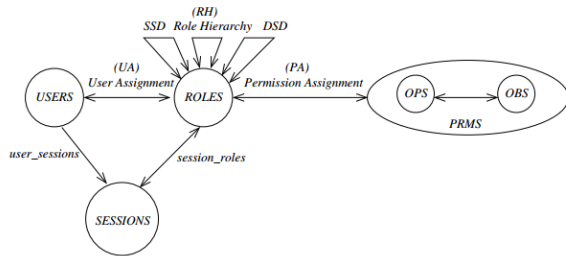 (RH)
SSD Role Hierarchy DSD
(UA)
User Assignment
(PA)
Permission Assignment
USERS
ROLES
OPS
OBS
PRMS
user_sessions
session_roles
SESSIONS